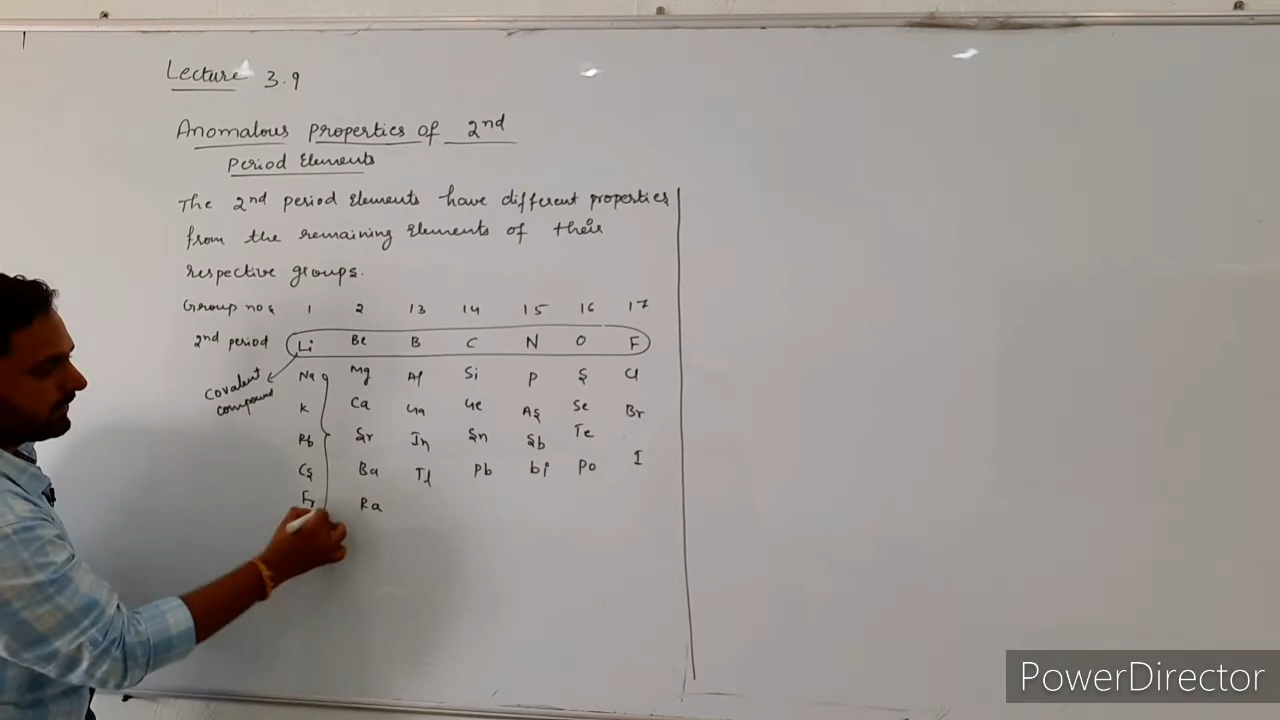 Lecture 3.9
Anomalous Properties of 2nd
Period Elements
The 2nd period Elements have different properties
from the remaining Elements of their
respective groups.
Group no: 1 2 13 14 15 16 17
2nd period Li Be B C N O F
Covalent compound
Na Mg Al Si P S Cl
K Ca Ga Ge As Se Br
Rb Sr In Sn Sb Te
Cs Ba Tl Pb bi Po I
Fr Ra
PowerDirector